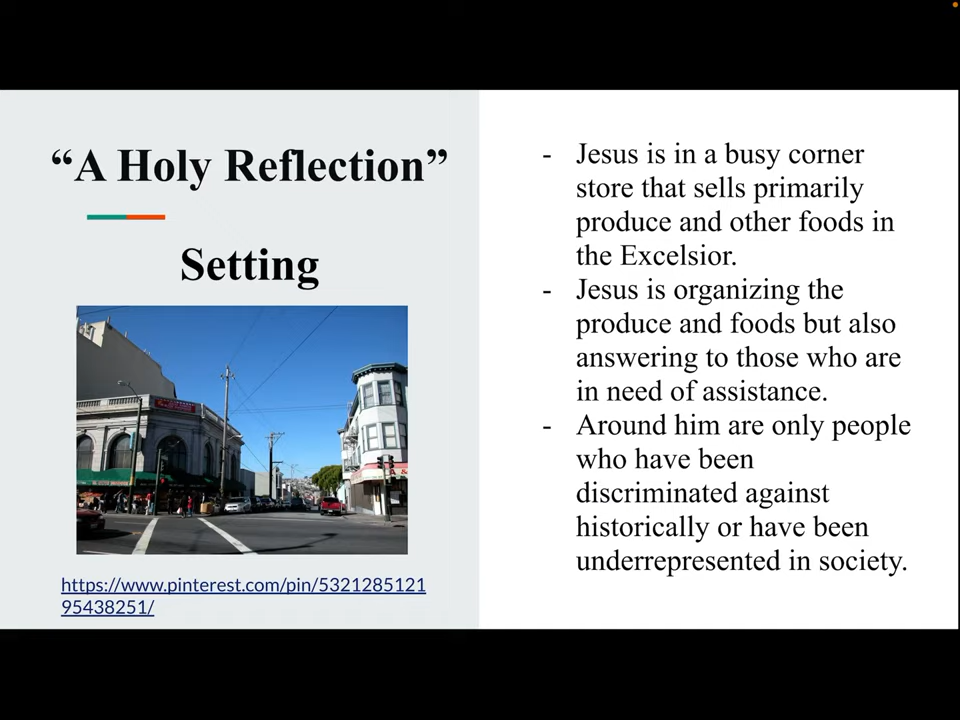 “A Holy Reflection”
Setting
https://www.pinterest.com/pin/5321285121
95438251/
- Jesus is in a busy corner
store that sells primarily
produce and other foods in
the Excelsior.
- Jesus is organizing the
produce and foods but also
answering to those who are
in need of assistance.
- Around him are only people
who have been
discriminated against
historically or have been
underrepresented in society.